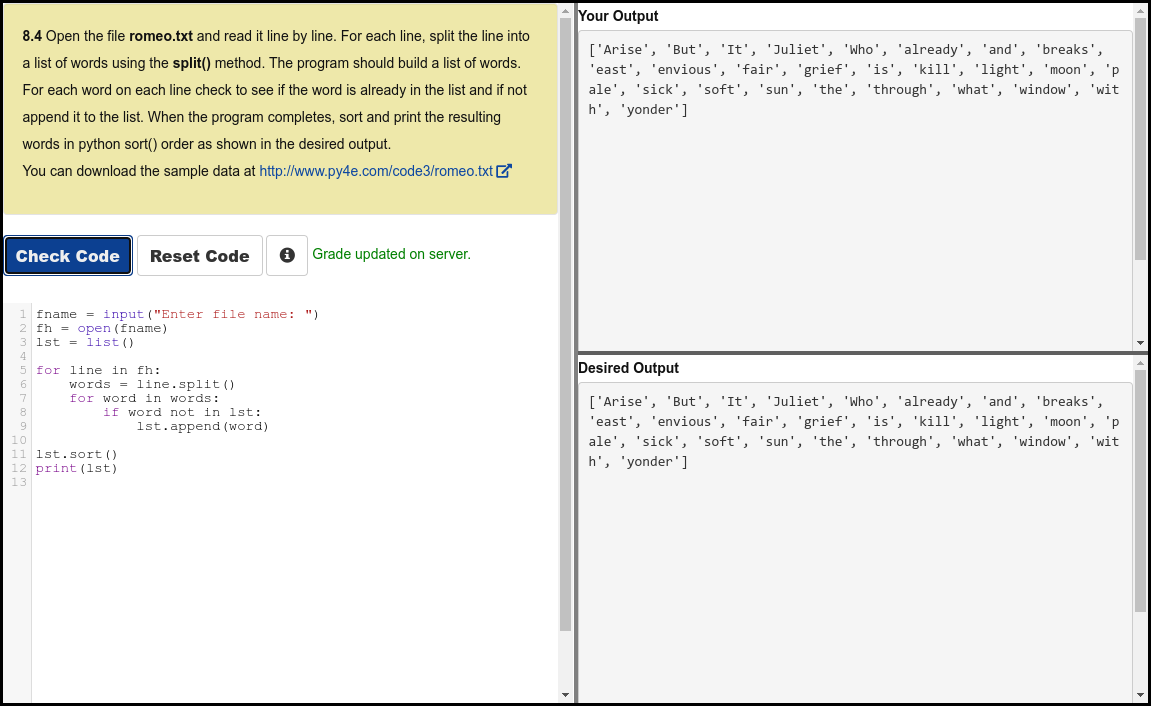 8.4 Open the file romeo.txt and read it line by line. For each line, split the line into
a list of words using the split() method. The program should build a list of words.
For each word on each line check to see if the word is already in the list and if not
append it to the list. When the program completes, sort and print the resulting
words in python sort() order as shown in the desired output.
You can download the sample data at http://www.py4e.com/code3/romeo.txt
Check Code
Reset Code
Grade updated on server.
1 fname = input("Enter file name: ")
2 fh = open(fname)
3 lst = list()
4
5 for line in fh:
6     words = line.split()
7     for word in words:
8         if word not in lst:
9             lst.append(word)
10
11 lst.sort()
12 print(lst)
13
Your Output
['Arise', 'But', 'It', 'Juliet', 'Who', 'already', 'and', 'breaks',
'east', 'envious', 'fair', 'grief', 'is', 'kill', 'light', 'moon', 'p
ale', 'sick', 'soft', 'sun', 'the', 'through', 'what', 'window', 'wit
h', 'yonder']
Desired Output
['Arise', 'But', 'It', 'Juliet', 'Who', 'already', 'and', 'breaks',
'east', 'envious', 'fair', 'grief', 'is', 'kill', 'light', 'moon', 'p
ale', 'sick', 'soft', 'sun', 'the', 'through', 'what', 'window', 'wit
h', 'yonder']